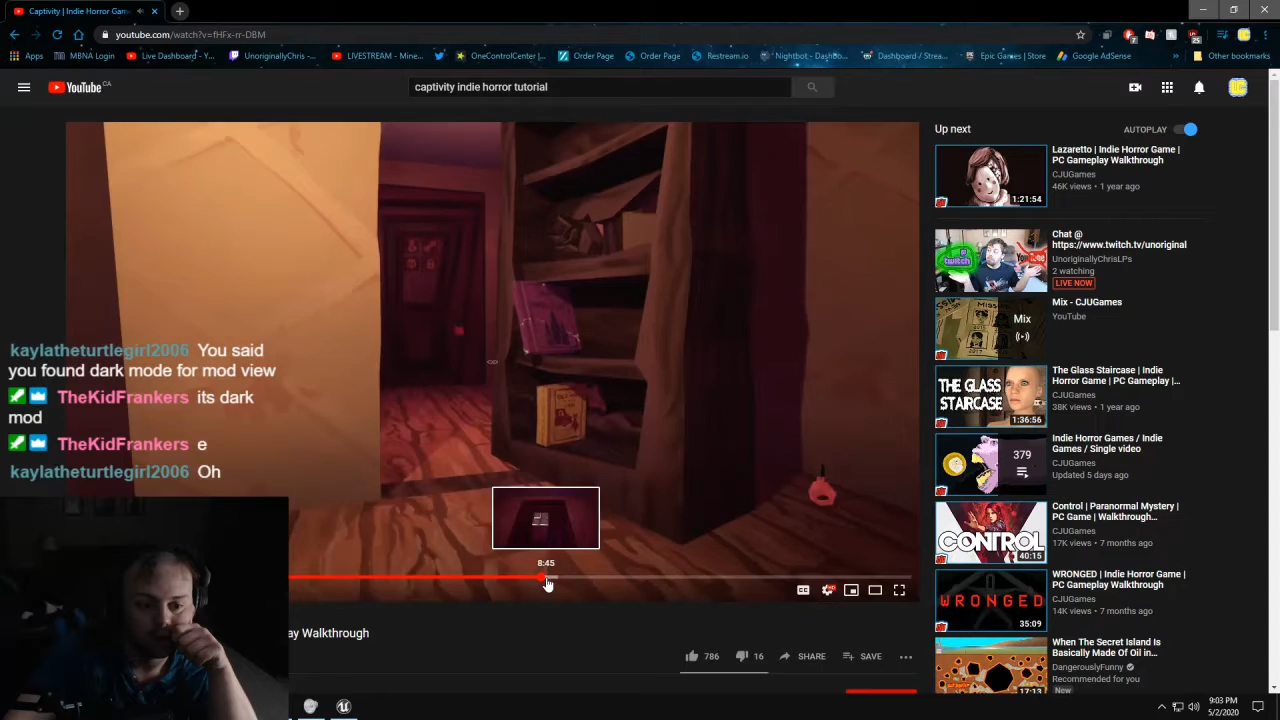 Captivity | Indie Horror Gam
youtube.com/watch?v=fHFx-rr-DBM
Apps
MBNA Login
Live Dashboard - Y...
UnoriginallyChris -...
LIVESTREAM - Mine...
OneControlCenter |...
Order Page
Order Page
Restream.io
Nightbot - Dashbo...
Dashboard / Strea...
Epic Games | Store
Google AdSense
Other bookmarks
YouTube CA
captivity indie horror tutorial
Up next
AUTOPLAY
Lazaretto | Indie Horror Game |
PC Gameplay Walkthrough
CJUGames
46K views • 1 year ago
1:21:54
Chat @
https://www.twitch.tv/unoriginal
UnoriginallyChrisLPs
2 watching
LIVE NOW
twitch
Mix - CJUGames
YouTube
Mix
The Glass Staircase | Indie
Horror Game | PC Gameplay |...
CJUGames
38K views • 1 year ago
THE GLASS
STAIRCASE
1:36:56
Indie Horror Games / Indie
Games / Single video
CJUGames
Updated 5 days ago
379
Control | Paranormal Mystery |
PC Game | Walkthrough...
CJUGames
17K views • 7 months ago
CONTROL
40:15
WRONGED | Indie Horror Game |
PC Gameplay Walkthrough
CJUGames
14K views • 7 months ago
WRONGED
35:09
When The Secret Island Is
Basically Made Of Oil in...
DangerouslyFunny
Recommended for you
New
17:13
kaylatheturtlegirl2006 You said
you found dark mode for mod view
TheKidFrankers its dark
mod
TheKidFrankers e
kaylatheturtlegirl2006 Oh
8:45
ay Walkthrough
786
16
SHARE
SAVE
9:03 PM
5/2/2020